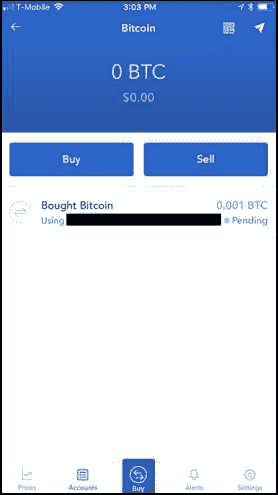 T-Mobile 3:03 PM
Bitcoin
0 BTC
$0.00
Buy Sell
Bought Bitcoin 0.001 BTC
Using Pending
Prices Accounts Buy Alerts Settings